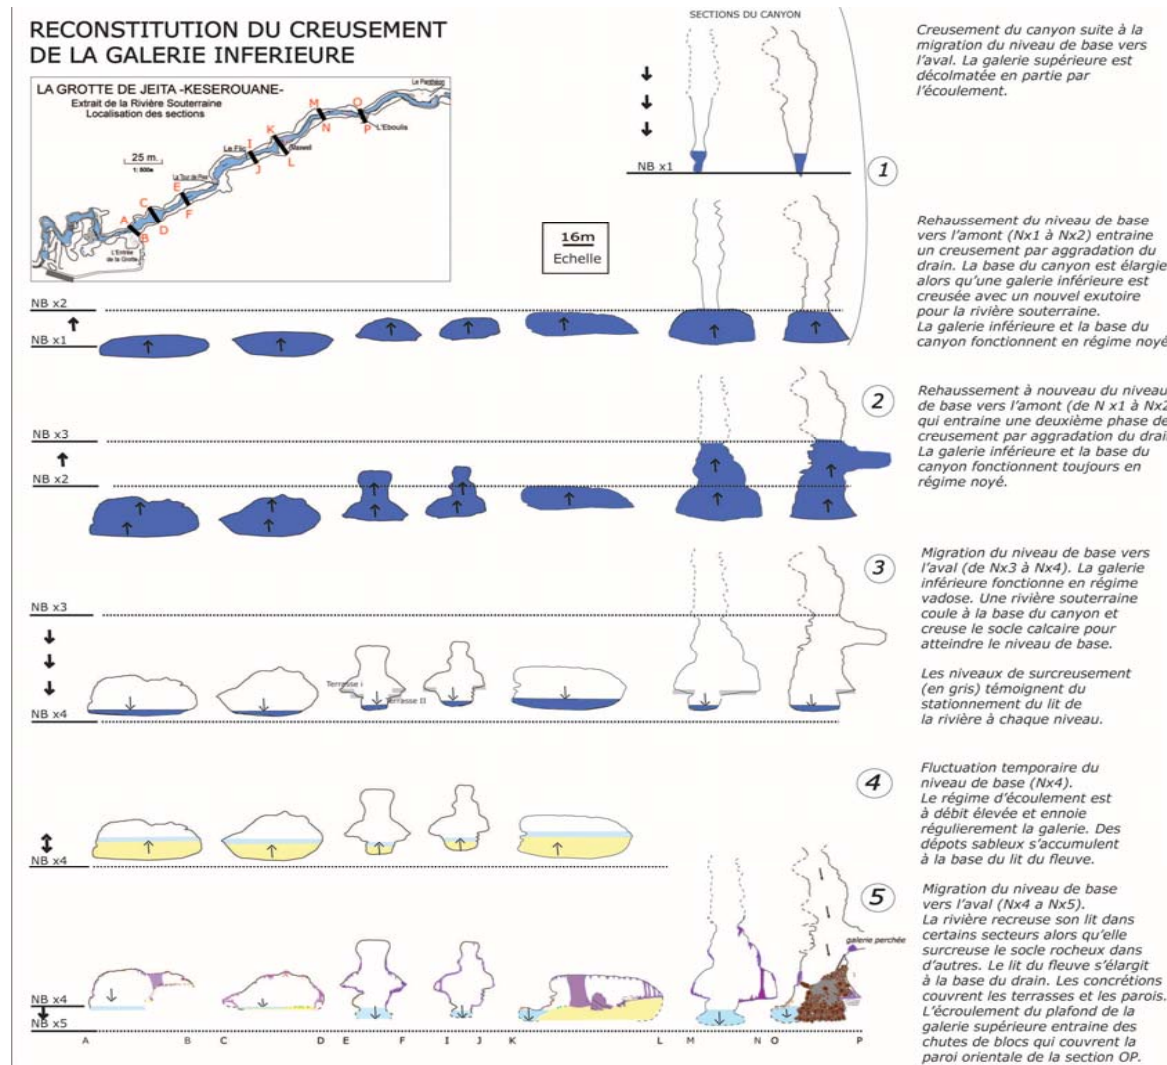 RECONSTITUTION DU CREUSEMENT
DE LA GALERIE INFERIEURE
LA GROTTE DE JEITA -KESEROUANE-
Extrait de la Rivière Souterraine
Localisation des sections
25 m.
1: 500e
Le Panthéon
M
O
N
P
L'Eboulis
K
Maxwell
L
Le Flic
I
J
La Tour de Pise
E
F
C
D
A
B
L'Entrée
de la Grotte
16m
Echelle
SECTIONS DU CANYON
NB x1
1
Creusement du canyon suite à la
migration du niveau de base vers
l'aval. La galerie supérieure est
décolmatée en partie par
l'écoulement.
NB x2
NB x1
Rehaussement du niveau de base
vers l'amont (Nx1 à Nx2) entraine
un creusement par aggradation du
drain. La base du canyon est élargie
alors qu'une galerie inférieure est
creusée avec un nouvel exutoire
pour la rivière souterraine.
La galerie inférieure et la base du
canyon fonctionnent en régime noyé
NB x3
NB x2
2
Rehaussement à nouveau du niveau
de base vers l'amont (de N x1 à Nx2
qui entraine une deuxième phase de
creusement par aggradation du drain
La galerie inférieure et la base du
canyon fonctionnent toujours en
régime noyé.
NB x3
NB x4
Terrasse i
Terrasse II
3
Migration du niveau de base vers
l'aval (de Nx3 à Nx4). La galerie
inférieure fonctionne en régime
vadose. Une rivière souterraine
coule à la base du canyon et
creuse le socle calcaire pour
atteindre le niveau de base.
Les niveaux de surcreusement
(en gris) témoignent du
stationnement du lit de
la rivière à chaque niveau.
NB x4
4
Fluctuation temporaire du
niveau de base (Nx4).
Le régime d'écoulement est
à débit élevée et ennoie
régulierement la galerie. Des
dépots sableux s'accumulent
à la base du lit du fleuve.
NB x4
NB x5
galerie perchée
A B C D E F I J K L M N O P
5
Migration du niveau de base
vers l'aval (Nx4 a Nx5).
La rivière recreuse son lit dans
certains secteurs alors qu'elle
surcreuse le socle rocheux dans
d'autres. Le lit du fleuve s'élargit
à la base du drain. Les concrétions
couvrent les terrasses et les parois.
L'écroulement du plafond de la
galerie supérieure entraine des
chutes de blocs qui couvrent la
paroi orientale de la section OP.